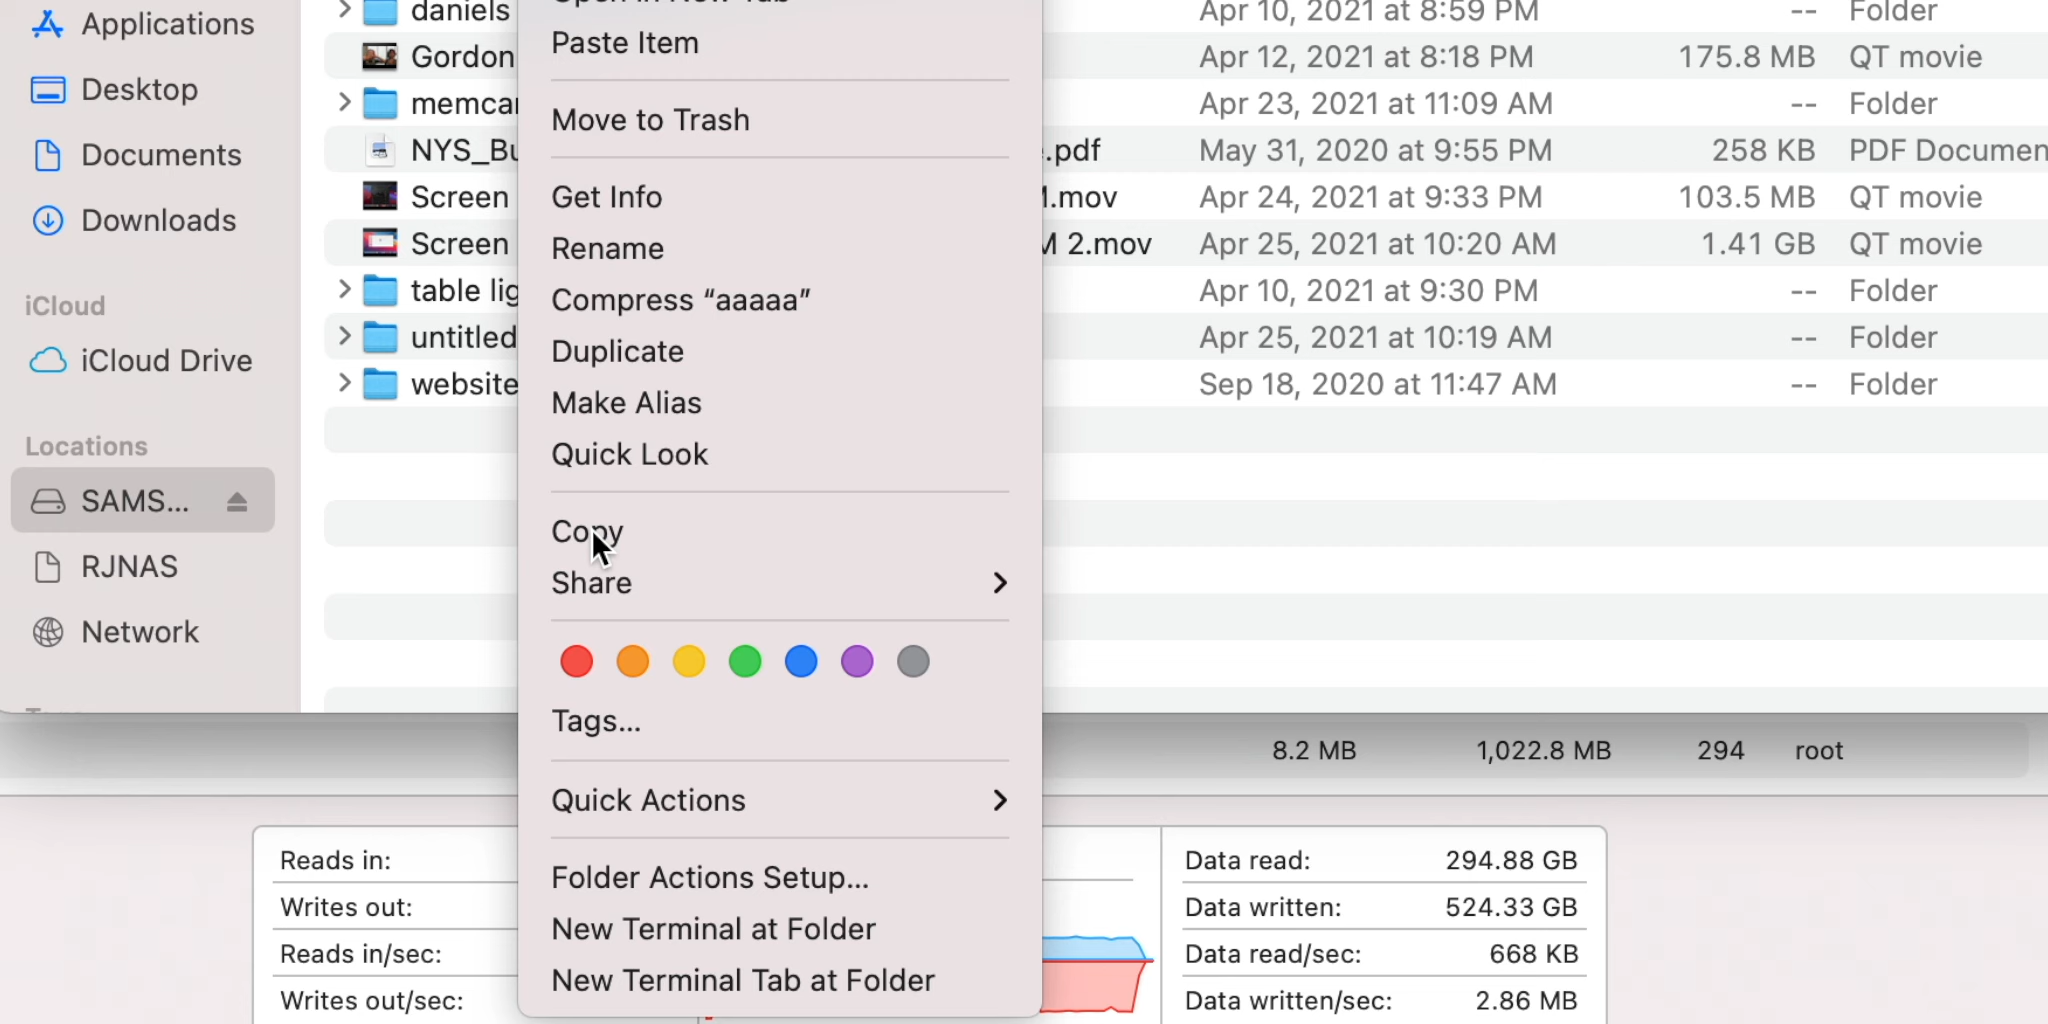 Applications
Desktop
Documents
Downloads
iCloud
iCloud Drive
Locations
SAMS...
RJNAS
Network
daniels Apr 10, 2021 at 8:59 PM -- Folder
Gordon Apr 12, 2021 at 8:18 PM 175.8 MB QT movie
Apr 23, 2021 at 11:09 AM -- Folder
.pdf May 31, 2020 at 9:55 PM 258 KB PDF Documen
Screen .mov Apr 24, 2021 at 9:33 PM 103.5 MB QT movie
Screen M 2.mov Apr 25, 2021 at 10:20 AM 1.41 GB QT movie
table lig Apr 10, 2021 at 9:30 PM -- Folder
untitled Apr 25, 2021 at 10:19 AM -- Folder
website Sep 18, 2020 at 11:47 AM -- Folder
Open in New Tab
Paste Item
Move to Trash
Get Info
Rename
Compress “aaaaa”
Duplicate
Make Alias
Quick Look
Copy
Share
Tags...
Quick Actions
Folder Actions Setup...
New Terminal at Folder
New Terminal Tab at Folder
8.2 MB 1,022.8 MB 294 root
Reads in:
Writes out:
Reads in/sec:
Writes out/sec:
Data read: 294.88 GB
Data written: 524.33 GB
Data read/sec: 668 KB
Data written/sec: 2.86 MB